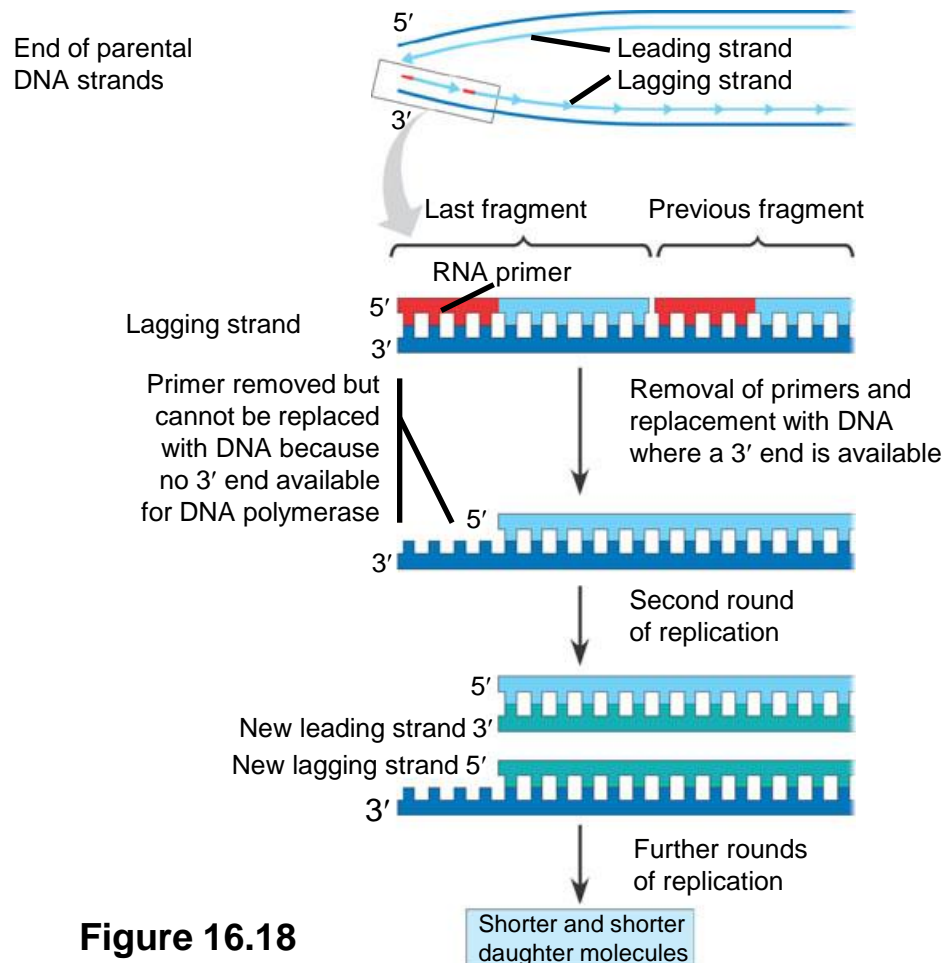 5′
End of parental
DNA strands
Leading strand
Lagging strand
3′
Last fragment
Previous fragment
RNA primer
5′
Lagging strand
3′
Primer removed but
cannot be replaced
with DNA because
no 3′ end available
for DNA polymerase
Removal of primers and
replacement with DNA
where a 3′ end is available
5′
3′
Second round
of replication
5′
New leading strand 3′
New lagging strand 5′
3′
Further rounds
of replication
Figure 16.18
Shorter and shorter
daughter molecules